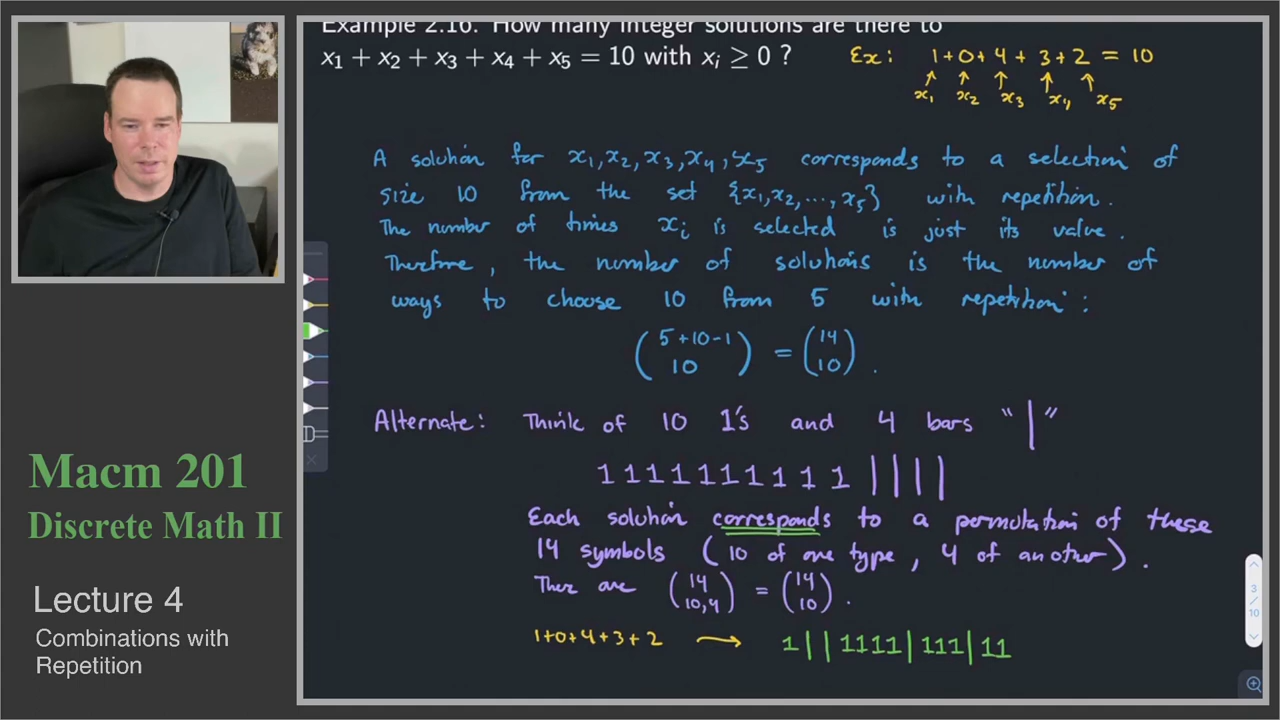 Example 2.16. How many integer solutions are there to
x₁ + x₂ + x₃ + x₄ + x₅ = 10 with xᵢ ≥ 0 ?
Ex: 1+0+4+3+2 = 10
x₁ x₂ x₃ x₄ x₅
A solution for x₁,x₂,x₃,x₄,x₅ corresponds to a selection of
size 10 from the set {x₁,x₂,...,x₅} with repetition.
The number of times xᵢ is selected is just its value.
Therefore, the number of solutions is the number of
ways to choose 10 from 5 with repetition:
(5+10-1 10) = (14 10).
Alternate: Think of 10 1's and 4 bars "|"
1 1 1 1 1 1 1 1 1 1 | | | |
Each solution corresponds to a permutation of these
14 symbols (10 of one type, 4 of another).
Ther are (14 10,4) = (14 10).
1+0+4+3+2 → 1||1111|111|11
Macm 201
Discrete Math II
Lecture 4
Combinations with
Repetition
3
/
10